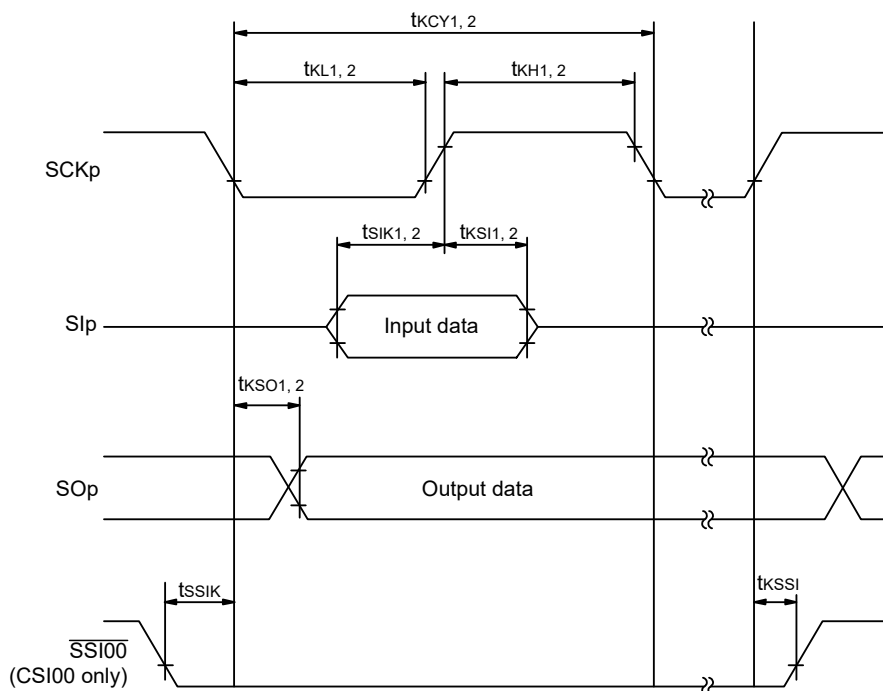 tKCY1, 2
tKL1, 2
tKH1, 2
SCKp
tSIK1, 2
tKSI1, 2
SIp
Input data
tKSO1, 2
SOp
Output data
tSSIK
tKSSI
SSI00
(CSI00 only)